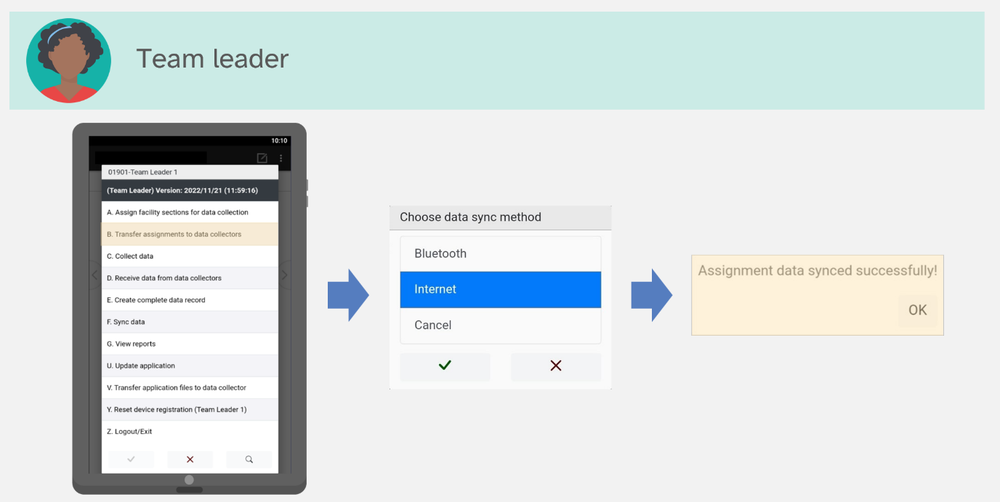 Team leader
10:10
01901-Team Leader 1
(Team Leader) Version: 2022/11/21 (11:59:16)
A. Assign facility sections for data collection
B. Transfer assignments to data collectors
C. Collect data
D. Receive data from data collectors
E. Create complete data record
F. Sync data
G. View reports
U. Update application
V. Transfer application files to data collector
Y. Reset device registration (Team Leader 1)
Z. Logout/Exit
Choose data sync method
Bluetooth
Internet
Cancel
Assignment data synced successfully!
OK